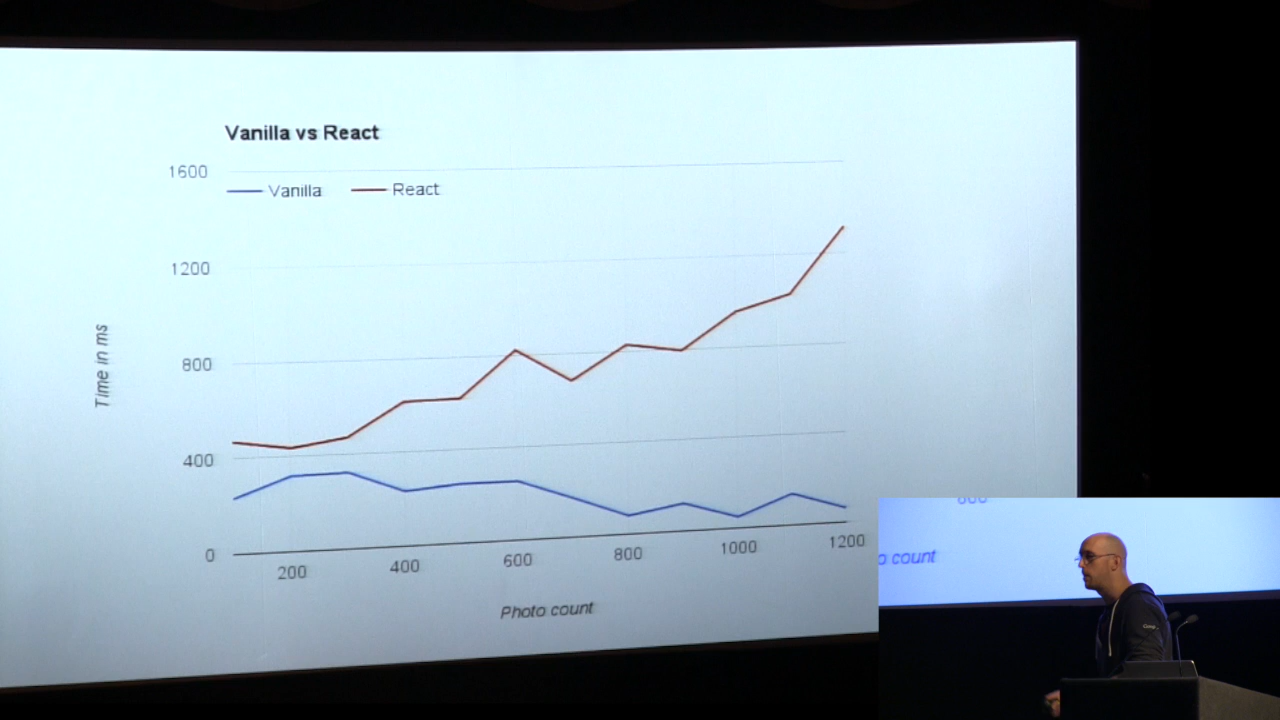 Vanilla vs React
1600
Vanilla React
1200
800
400
0
Time in ms
200 400 600 800 1000 1200
Photo count
count